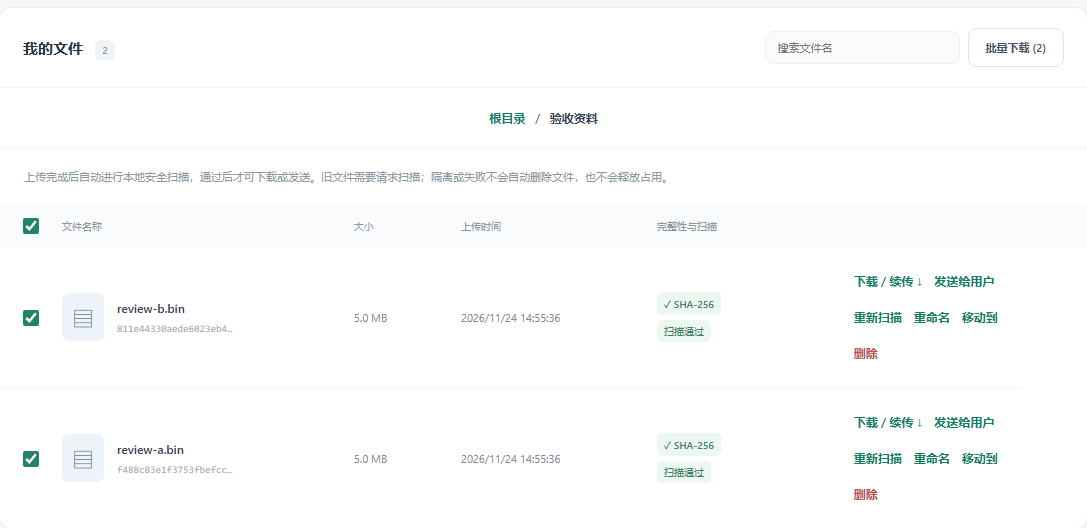 我的文件 2 搜索文件名 批量下载 (2)
根目录 / 验收资料
上传完成后自动进行本地安全扫描，通过后才可下载或发送。旧文件需要请求扫描；隔离或失败不会自动删除文件，也不会释放占用。
文件名称 大小 上传时间 完整性与扫描
review-b.bin
811e44330aede6023eb4…
5.0 MB
2026/11/24 14:55:36
✓ SHA-256
扫描通过
下载 / 续传 ↓ 发送给用户
重新扫描 重命名 移动到
删除
review-a.bin
f488c83e1f3753fbefcc…
5.0 MB
2026/11/24 14:55:36
✓ SHA-256
扫描通过
下载 / 续传 ↓ 发送给用户
重新扫描 重命名 移动到
删除